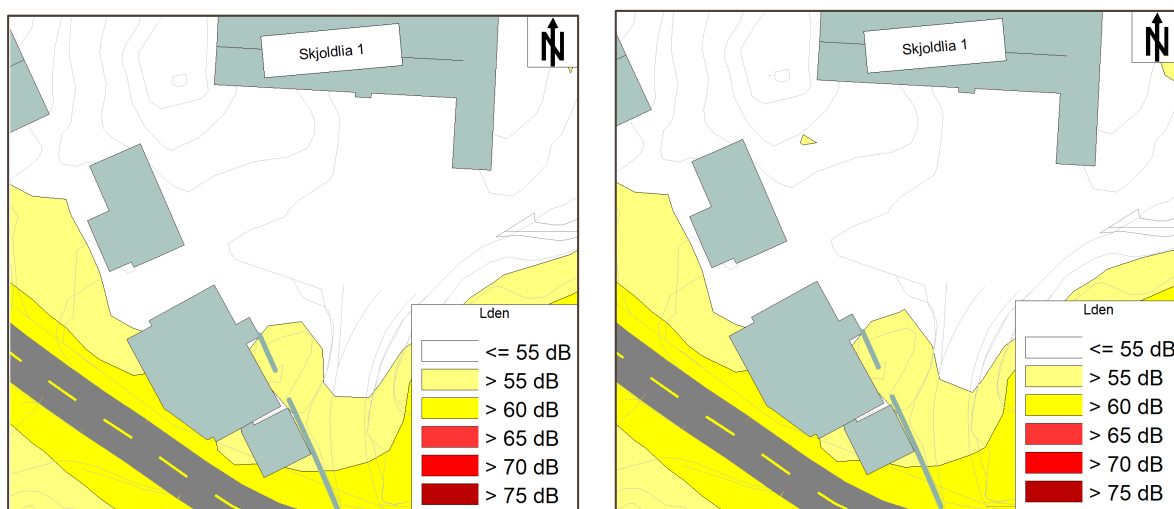 Skjoldlia 1
N
Lden
<= 55 dB
> 55 dB
> 60 dB
> 65 dB
> 70 dB
> 75 dB
Skjoldlia 1
N
Lden
<= 55 dB
> 55 dB
> 60 dB
> 65 dB
> 70 dB
> 75 dB